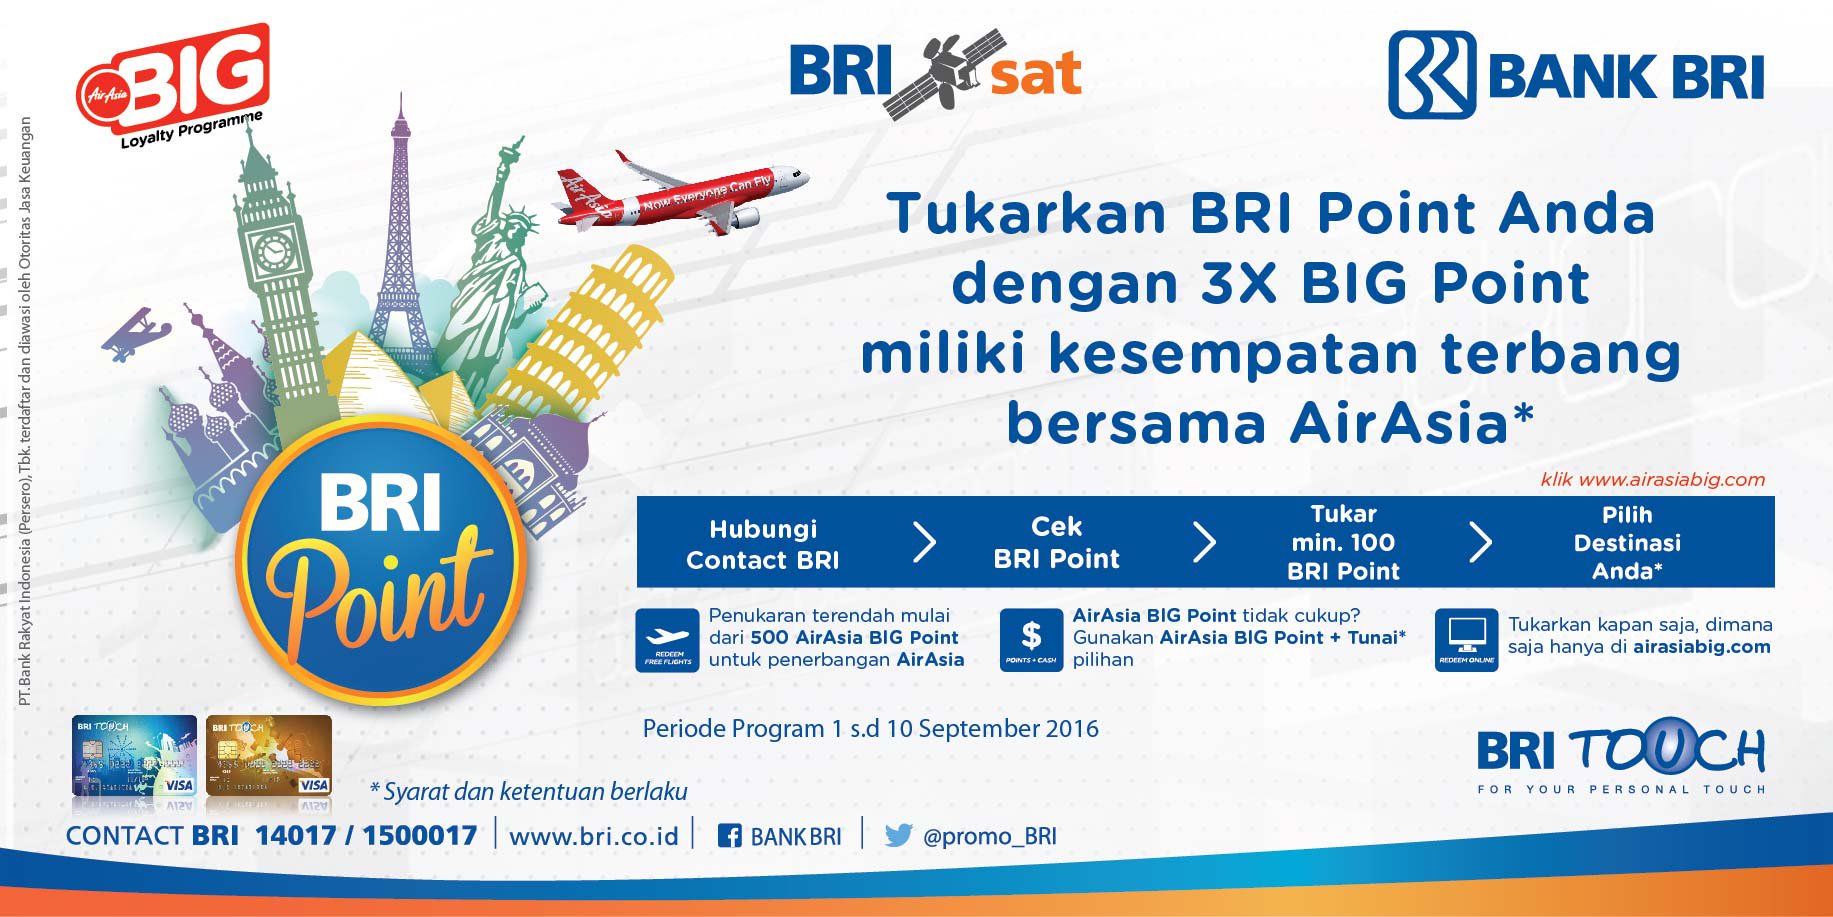 AirAsia BIG
Loyalty Programme
BRI sat
BANK BRI
PT. Bank Rakyat Indonesia (Persero), Tbk. terdaftar dan diawasi oleh Otoritas Jasa Keuangan
AirAsia
Now Everyone Can Fly
Tukarkan BRI Point Anda
dengan 3X BIG Point
miliki kesempatan terbang
bersama AirAsia*
klik www.airasiabig.com
BRI
Point
Hubungi
Contact BRI
Cek
BRI Point
Tukar
min. 100
BRI Point
Pilih
Destinasi
Anda*
REDEEM
FREE FLIGHTS
Penukaran terendah mulai
dari 500 AirAsia BIG Point
untuk penerbangan AirAsia
$
POINTS + CASH
AirAsia BIG Point tidak cukup?
Gunakan AirAsia BIG Point + Tunai*
pilihan
REDEEM ONLINE
Tukarkan kapan saja, dimana
saja hanya di airasiabig.com
Periode Program 1 s.d 10 September 2016
BRI TOUCH
VISA
BRI TOUCH
VISA
BRI TOUCH
FOR YOUR PERSONAL TOUCH
* Syarat dan ketentuan berlaku
CONTACT BRI 14017 / 1500017 | www.bri.co.id | BANK BRI | @promo_BRI